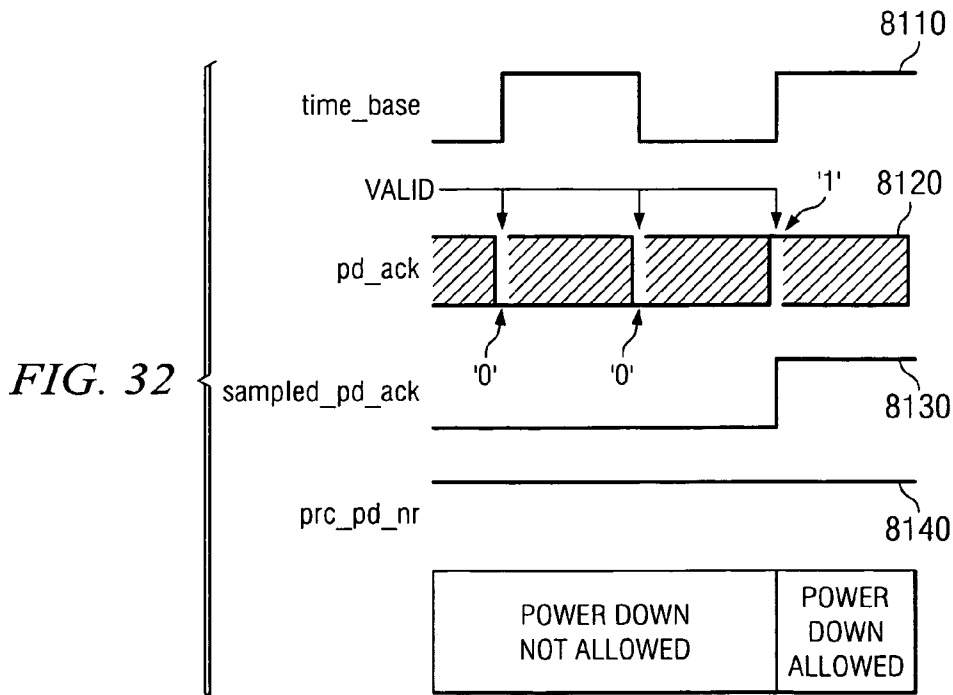 8110
time_base
VALID
'1'
8120
pd_ack
'0'
'0'
FIG. 32
sampled_pd_ack
8130
prc_pd_nr
8140
POWER DOWN
NOT ALLOWED
POWER
DOWN
ALLOWED